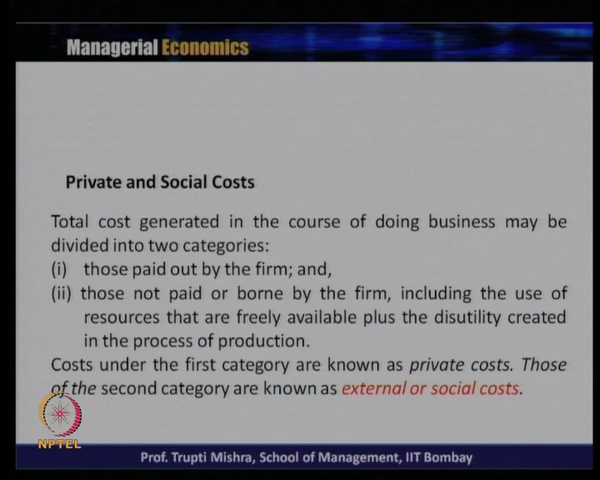 Managerial Economics
Private and Social Costs
Total cost generated in the course of doing business may be
divided into two categories:
(i) those paid out by the firm; and,
(ii) those not paid or borne by the firm, including the use of
resources that are freely available plus the disutility created
in the process of production.
Costs under the first category are known as private costs. Those
of the second category are known as external or social costs.
NPTEL
Prof. Trupti Mishra, School of Management, IIT Bombay